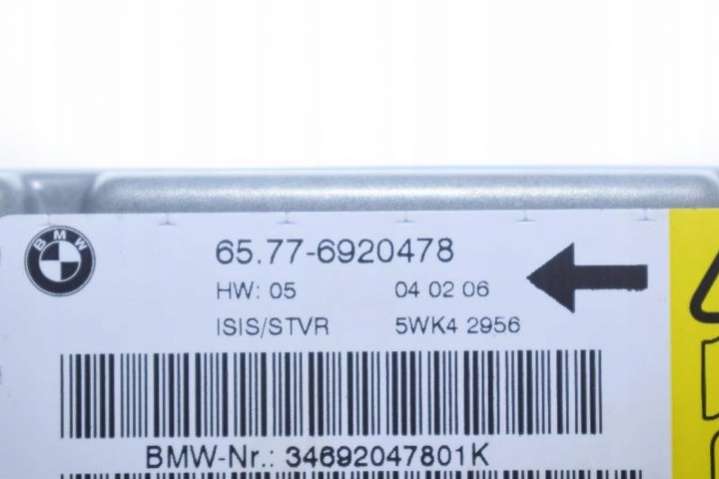 BMW
65.77-6920478
HW: 05 04 02 06
ISIS/STVR 5WK4 2956
BMW-Nr.: 34692047801K